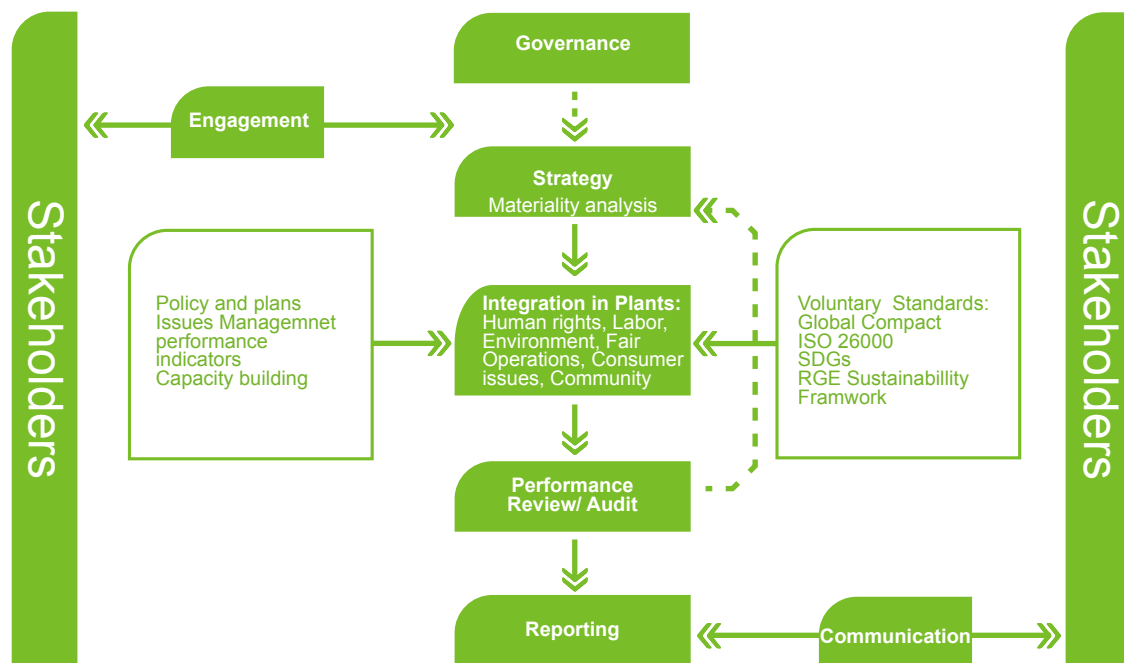 Governance
Engagement
Stakeholders
Strategy
Materiality analysis
Policy and plans
Issues Managemnet
performance
indicators
Capacity building
Integration in Plants:
Human rights, Labor,
Environment, Fair
Operations, Consumer
issues, Community
Voluntary Standards:
Global Compact
ISO 26000
SDGs
RGE Sustainabillity
Framwork
Stakeholders
Performance
Review/ Audit
Reporting
Communication